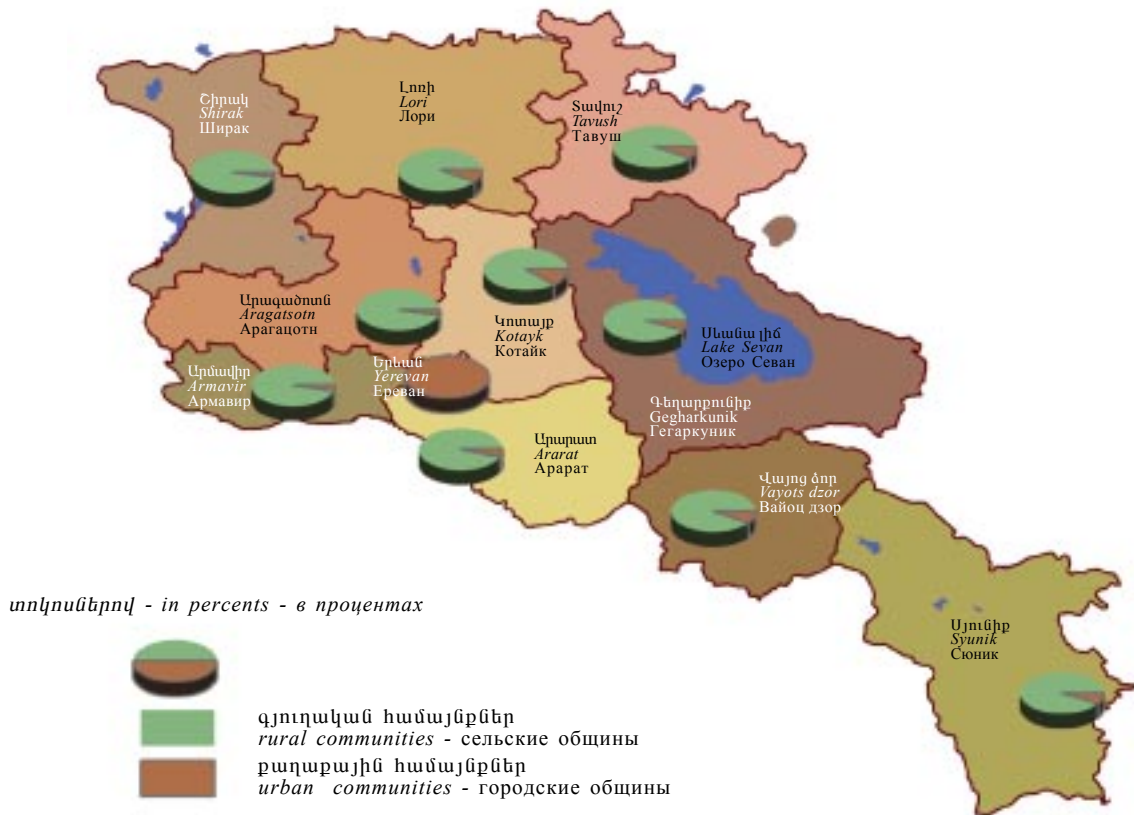 Շիրակ
Shirak
Ширак
Լոռի
Lori
Лори
Տավուշ
Tavush
Тавуш
Արագածոտն
Aragatsotn
Арагацотн
Կոտայք
Kotayk
Котайк
Սևանա լիճ
Lake Sevan
Озеро Севан
Արմավիր
Armavir
Армавир
Երևան
Yerevan
Ереван
Գեղարքունիք
Gegharkunik
Гегаркуник
Արարատ
Ararat
Арарат
Վայոց ձոր
Vayots dzor
Вайоц дзор
Սյունիք
Syunik
Сюник
տոկոսներով - in percents - в процентах
գյուղական համայնքներ
rural communities - сельские общины
քաղաքային համայնքներ
urban communities - городские общины